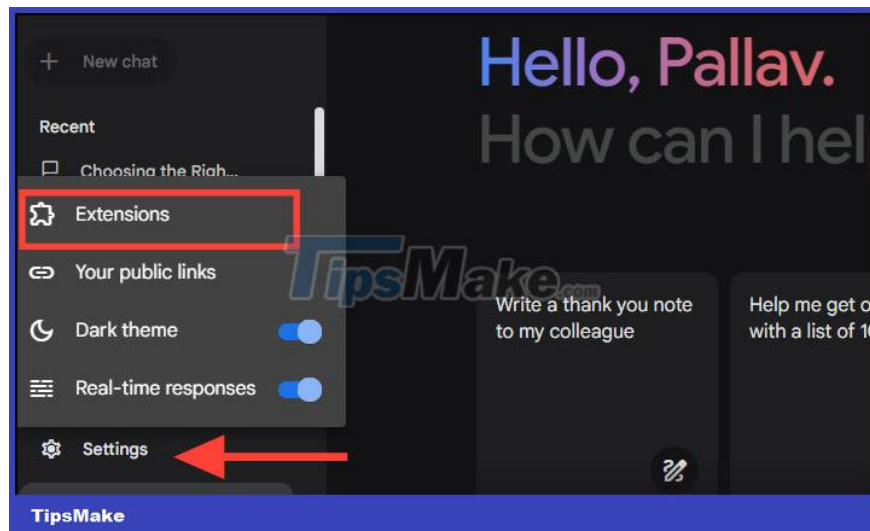 New chat
Hello, Pallav.
Recent
How can I hel
Choosing the Righ...
Extensions
Your public links
TipsMake.com
Write a thank you note
to my colleague
Help me get o
with a list of 1
Dark theme
Real-time responses
Settings
TipsMake